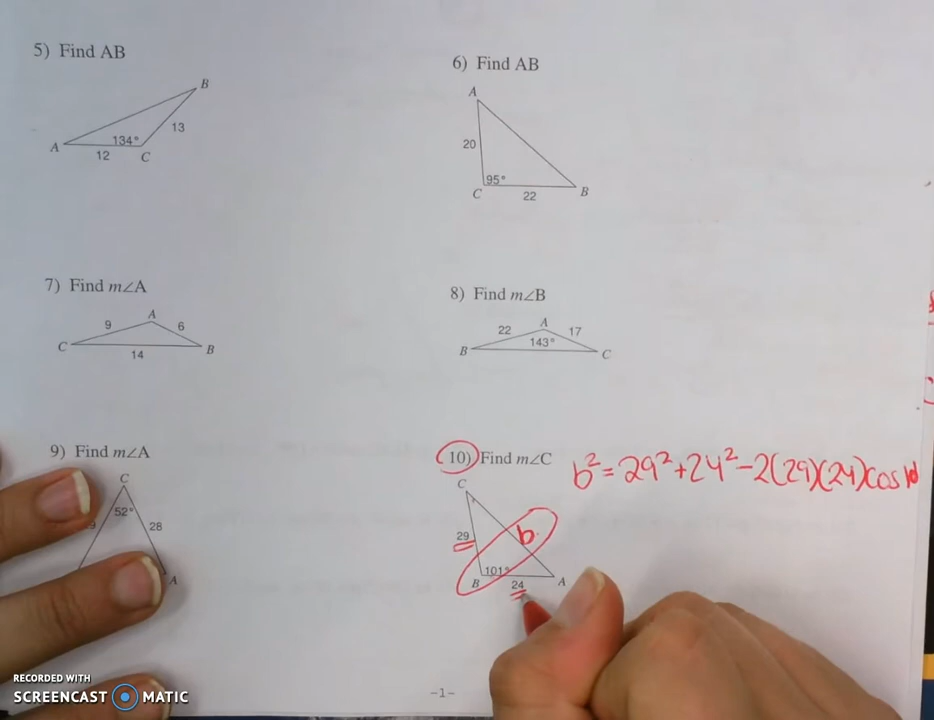 5) Find AB
B
134°
13
A
12
C
6) Find AB
A
20
95°
C
22
B
7) Find m∠A
A
9
6
C
14
B
8) Find m∠B
A
22
17
143°
B
C
9) Find m∠A
C
52°
28
A
10) Find m∠C
b²=29²+24²-2(29)(24)cos
C
29
b
101°
B
24
A
-1-
RECORDED WITH
SCREENCAST MATIC